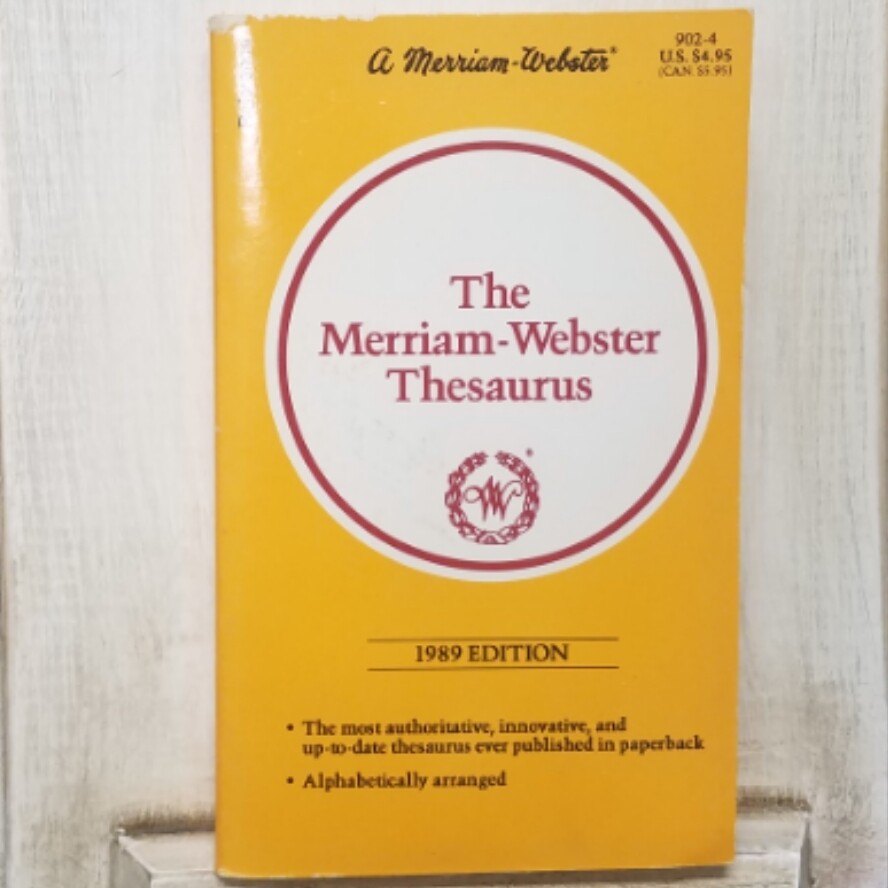 A Merriam-Webster®
902-4
U.S. $4.95
(CAN. $5.95)
The
Merriam-Webster
Thesaurus
®
1989 EDITION
• The most authoritative, innovative, and
up-to-date thesaurus ever published in paperback
• Alphabetically arranged